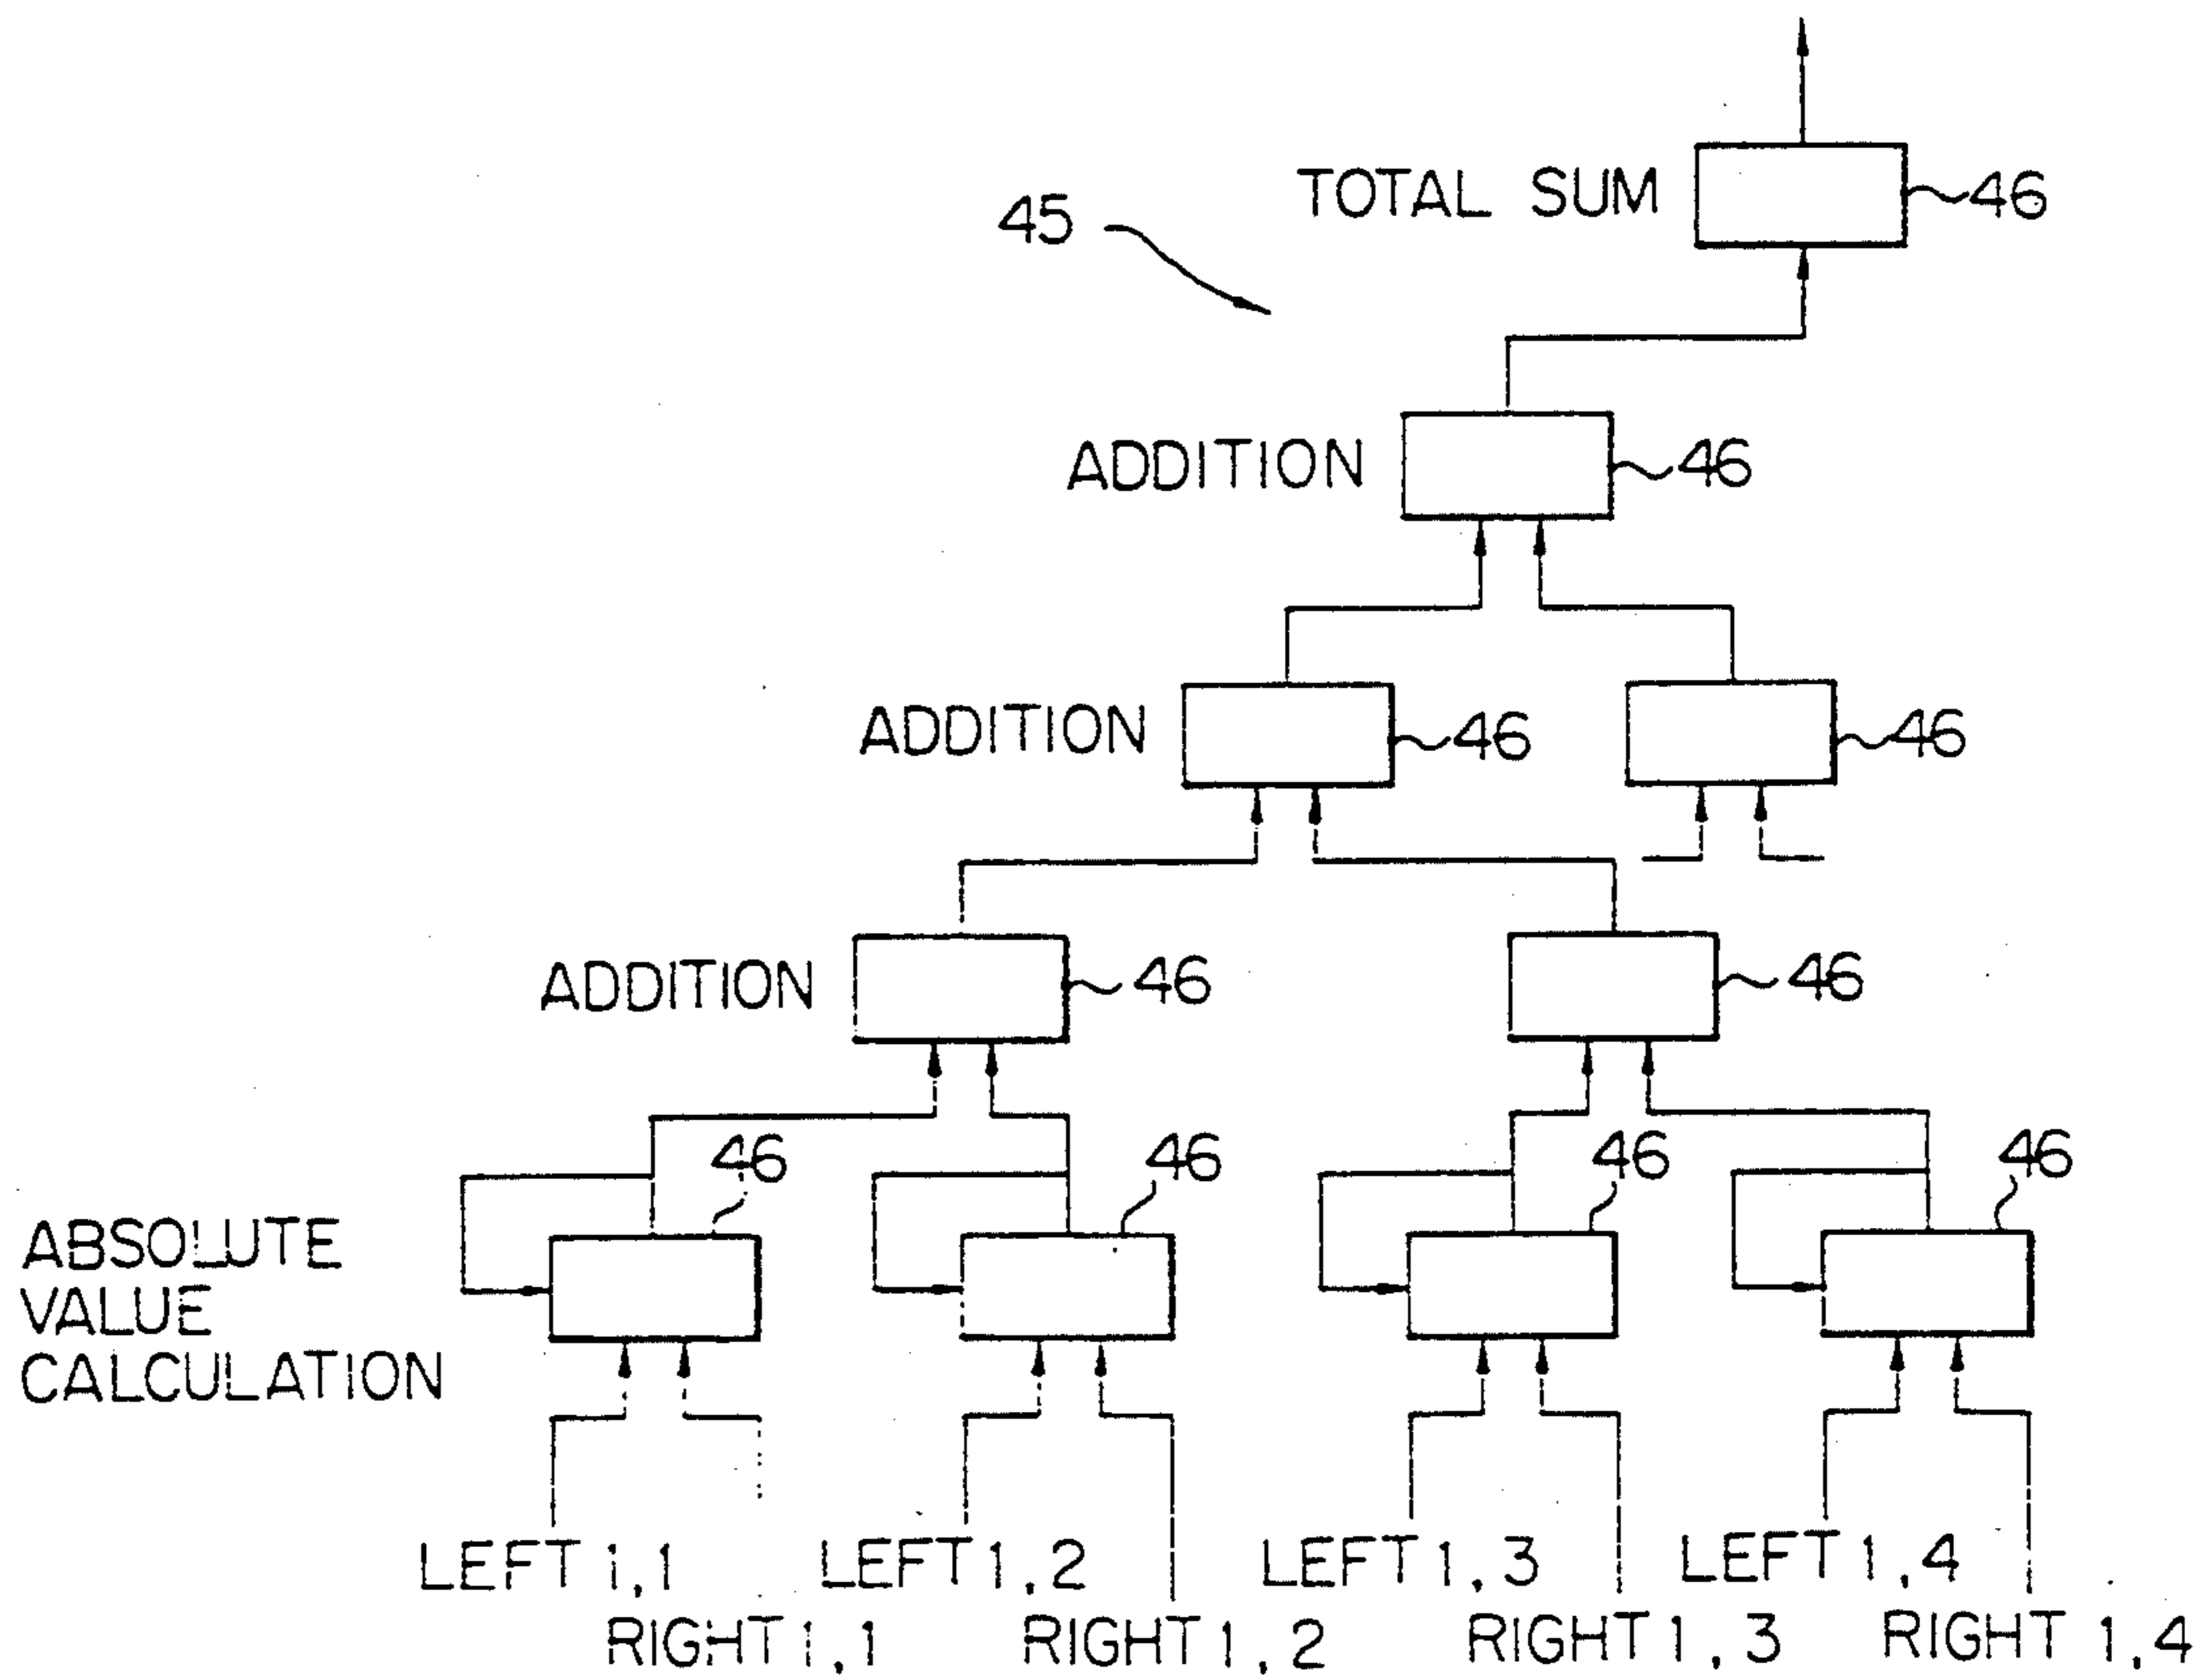 TOTAL SUM 46
45
ADDITION 46
ADDITION 46 46
ADDITION 46 46
46 46 46 46
ABSOLUTE
VALUE
CALCULATION
LEFT 1,1 LEFT 1,2 LEFT 1,3 LEFT 1,4
RIGHT 1,1 RIGHT 1,2 RIGHT 1,3 RIGHT 1,4